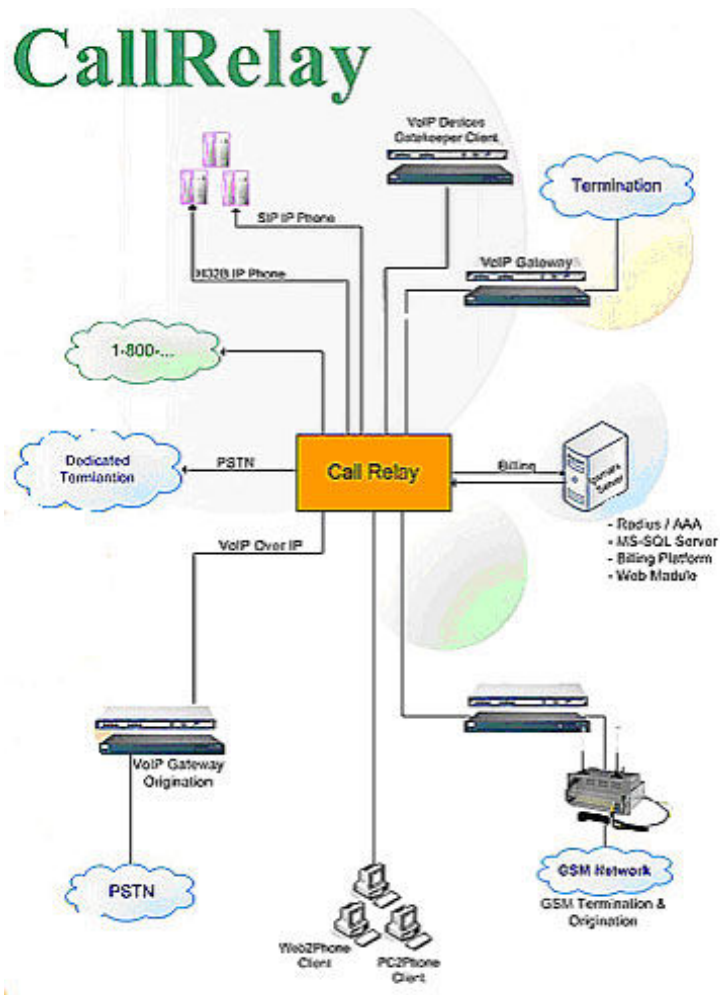 CallRelay
VoIP Devices
Gatekeeper Client
Termination
SIP IP Phone
VoIP Gateway
H323 IP Phone
1-800-...
Dedicated
Termiantion
PSTN
Call Relay
Billing
Server
- Radius / AAA
- MS-SQL Server
- Billing Platform
- Web Module
VoIP Over IP
VoIP Gateway
Origination
PSTN
GSM Network
GSM Termination &
Origination
Web2Phone
Client
PC2Phone
Client